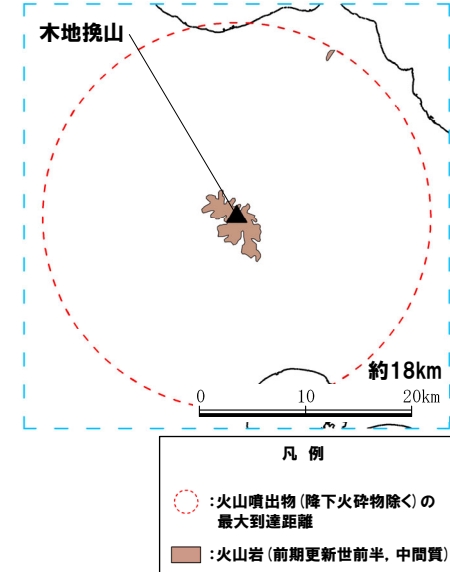 木地挽山
約18km
0 10 20km
凡 例
:火山噴出物(降下火砕物除く)の
最大到達距離
:火山岩(前期更新世前半, 中間質)